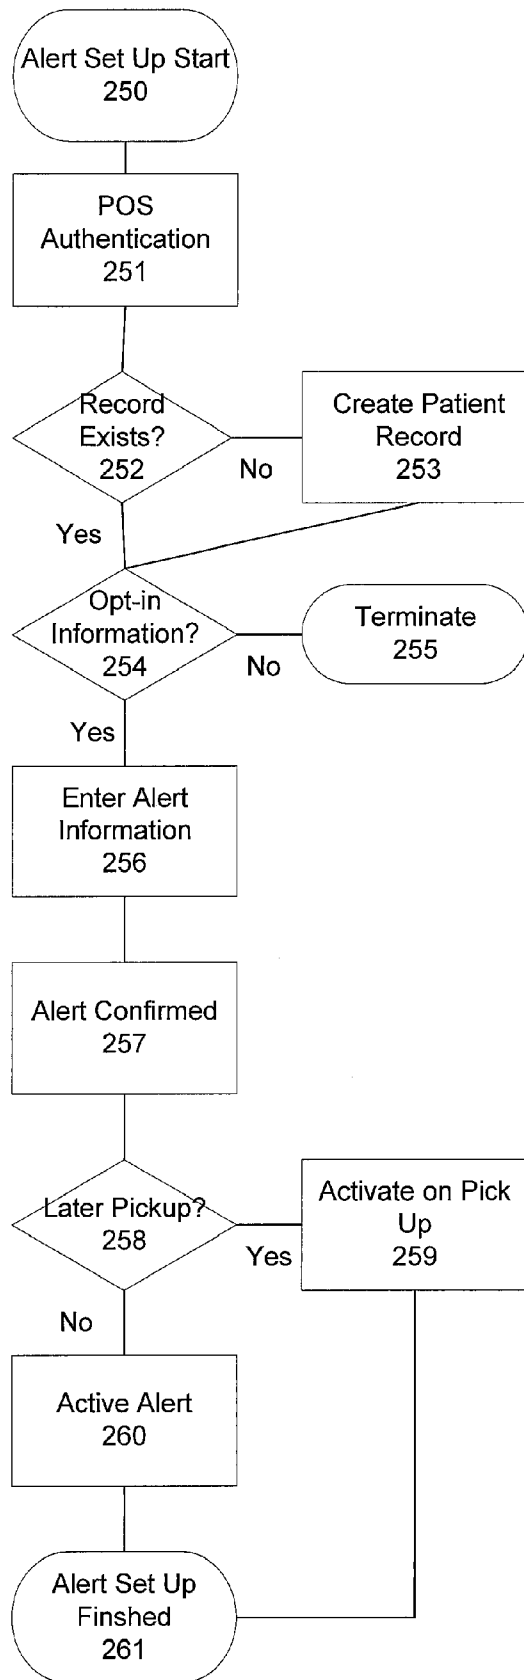 Alert Set Up Start
250
POS
Authentication
251
Record
Exists?
252
No
Create Patient
Record
253
Yes
Opt-in
Information?
254
No
Terminate
255
Yes
Enter Alert
Information
256
Alert Confirmed
257
Later Pickup?
258
Yes
Activate on Pick
Up
259
No
Active Alert
260
Alert Set Up
Finshed
261